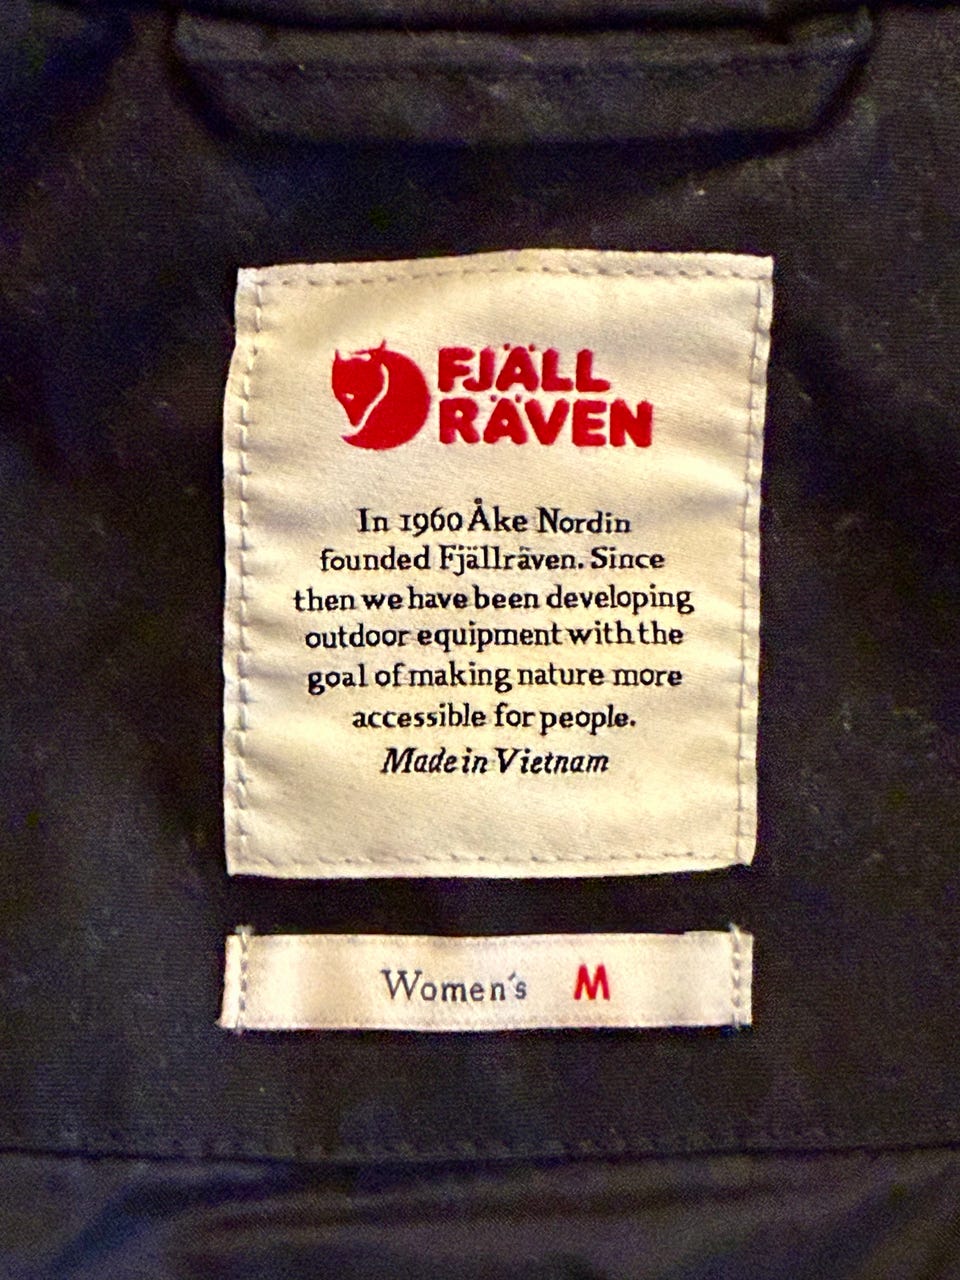 FJÄLL
RÄVEN
In 1960 Åke Nordin
founded Fjällräven. Since
then we have been developing
outdoor equipment with the
goal of making nature more
accessible for people.
Made in Vietnam
Women's M